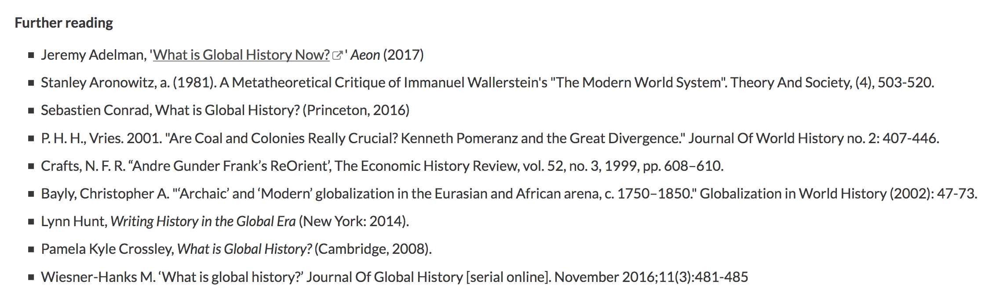 Further reading
Jeremy Adelman, 'What is Global History Now?' Aeon (2017)
Stanley Aronowitz, a. (1981). A Metatheoretical Critique of Immanuel Wallerstein's "The Modern World System". Theory And Society, (4), 503-520.
Sebastien Conrad, What is Global History? (Princeton, 2016)
P. H. H., Vries. 2001. "Are Coal and Colonies Really Crucial? Kenneth Pomeranz and the Great Divergence." Journal Of World History no. 2: 407-446.
Crafts, N. F. R. “Andre Gunder Frank’s ReOrient’, The Economic History Review, vol. 52, no. 3, 1999, pp. 608–610.
Bayly, Christopher A. "‘Archaic’ and ‘Modern’ globalization in the Eurasian and African arena, c. 1750–1850." Globalization in World History (2002): 47-73.
Lynn Hunt, Writing History in the Global Era (New York: 2014).
Pamela Kyle Crossley, What is Global History? (Cambridge, 2008).
Wiesner-Hanks M. ‘What is global history?’ Journal Of Global History [serial online]. November 2016;11(3):481-485